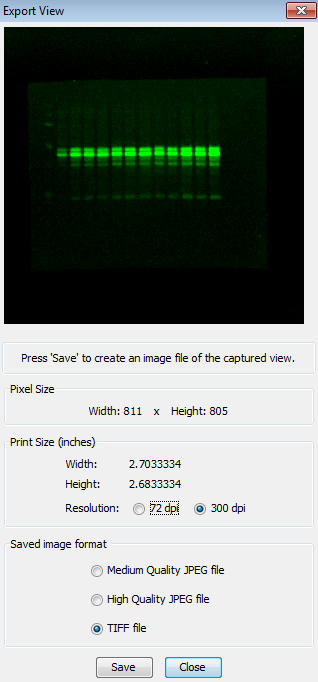 Export View
Press 'Save' to create an image file of the captured view.
Pixel Size
Width: 811 x Height: 805
Print Size (inches)
Width: 2.7033334
Height: 2.6833334
Resolution: 72 dpi 300 dpi
Saved image format
Medium Quality JPEG file
High Quality JPEG file
TIFF file
Save Close